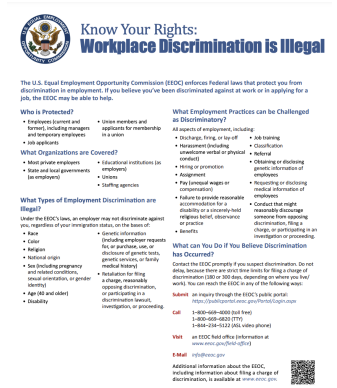 Know Your Rights:
Workplace Discrimination is Illegal
The U.S. Equal Employment Opportunity Commission (EEOC) enforces Federal laws that protect you from
discrimination in employment. If you believe you've been discriminated against at work or in applying for a
job, the EEOC may be able to help.
Who is Protected?
• Employees (current and
former), including managers
and temporary employees
• Job applicants
• Union members and
applicants for membership
in a union
What Organizations are Covered?
• Most private employers
• State and local governments
(as employers)
• Educational institutions (as
employers)
• Unions
• Staffing agencies
What Types of Employment Discrimination are
Illegal?
Under the EEOC's laws, an employer may not discriminate against
you, regardless of your immigration status, on the bases of:
• Race
• Color
• Religion
• National origin
• Sex (including pregnancy
and related conditions,
sexual orientation, or gender
identity)
• Age (40 and older)
• Disability
• Genetic information
(including employer requests
for, or purchase, use, or
disclosure of genetic tests,
genetic services, or family
medical history)
• Retaliation for filing
a charge, reasonably
opposing discrimination,
or participating in a
discrimination lawsuit,
investigation, or proceeding.
What Employment Practices can be Challenged
as Discriminatory?
All aspects of employment, including:
• Discharge, firing, or lay-off
• Harassment (including
unwelcome verbal or physical
conduct)
• Hiring or promotion
• Assignment
• Pay (unequal wages or
compensation)
• Failure to provide reasonable
accommodation for a
disability or a sincerely-held
religious belief, observance
or practice
• Benefits
• Job training
• Classification
• Referral
• Obtaining or disclosing
genetic information of
employees
• Requesting or disclosing
medical information of
employees
• Conduct that might
reasonably discourage
someone from opposing
discrimination, filing a
charge, or participating in an
investigation or proceeding.
What can You Do if You Believe Discrimination
has Occurred?
Contact the EEOC promptly if you suspect discrimination. Do not
delay, because there are strict time limits for filing a charge of
discrimination (180 or 300 days, depending on where you live/
work). You can reach the EEOC in any of the following ways:
Submit an inquiry through the EEOC's public portal:
https://publicportal.eeoc.gov/Portal/Login.aspx
Call 1-800-669-4000 (toll free)
1-800-669-6820 (TTY)
1-844-234-5122 (ASL video phone)
Visit an EEOC field office (information at
www.eeoc.gov/field-office)
E-Mail info@eeoc.gov
Additional information about the EEOC,
including information about filing a charge of
discrimination, is available at www.eeoc.gov.